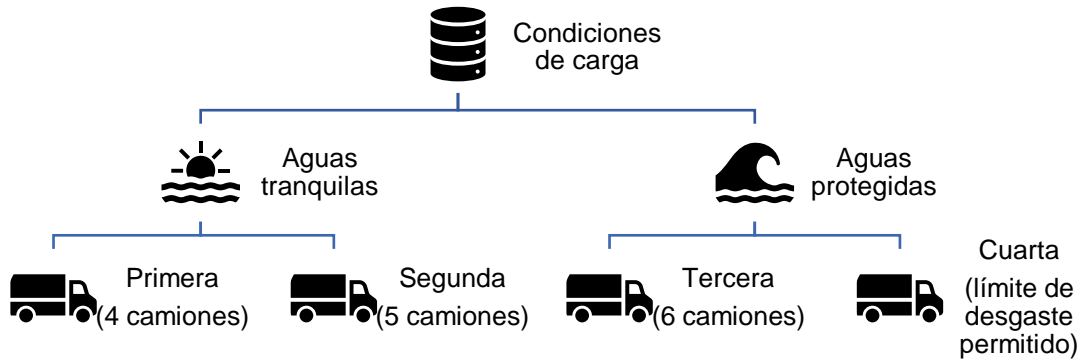 Condiciones
de carga
Aguas
tranquilas
Aguas
protegidas
Primera
(4 camiones)
Segunda
(5 camiones)
Tercera
(6 camiones)
Cuarta
(límite de
desgaste
permitido)